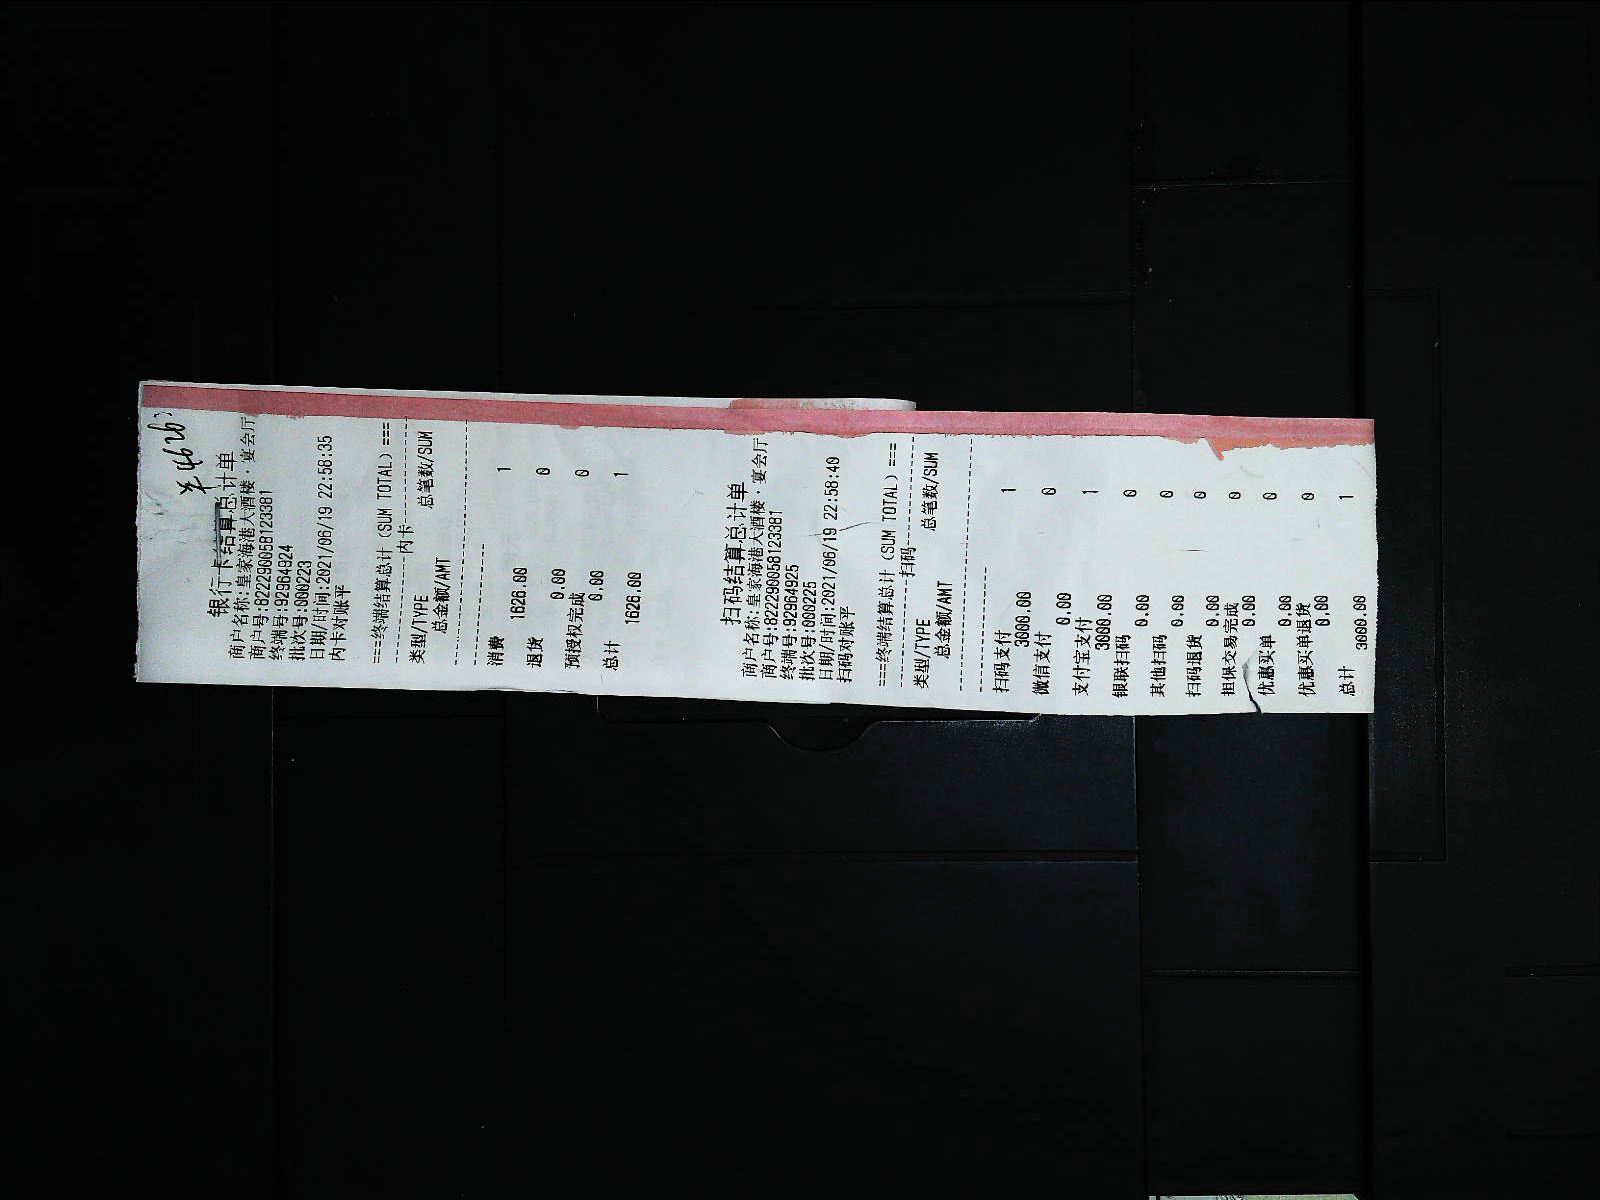 ¥ 4626
银行卡结算总计单
商户名称:皇家海港大酒楼·宴会厅
商户号:822290058123381
终端号:92964924
批次号:000223
日期/时间:2021/06/19 22:58:35
内卡对账平
===终端结算总计(SUM TOTAL)===
---------内卡---------
类型/TYPE 总笔数/SUM
总金额/AMT
消费 1
1626.00
退货 0
0.00
预授权完成 0
0.00
总计 1
1626.00
扫码结算总计单
商户名称:皇家海港大酒楼·宴会厅
商户号:822290058123381
终端号:92964925
批次号:000225
日期/时间:2021/06/19 22:58:40
扫码对账平
===终端结算总计(SUM TOTAL)===
---------扫码---------
类型/TYPE 总笔数/SUM
总金额/AMT
扫码支付 1
3000.00
微信支付 0
0.00
支付宝支付 1
3000.00
银联扫码 0
0.00
其他扫码 0
0.00
扫码退货 0
0.00
担保交易完成 0
0.00
优惠买单 0
0.00
优惠买单退货 0
0.00
总计 1
3000.00